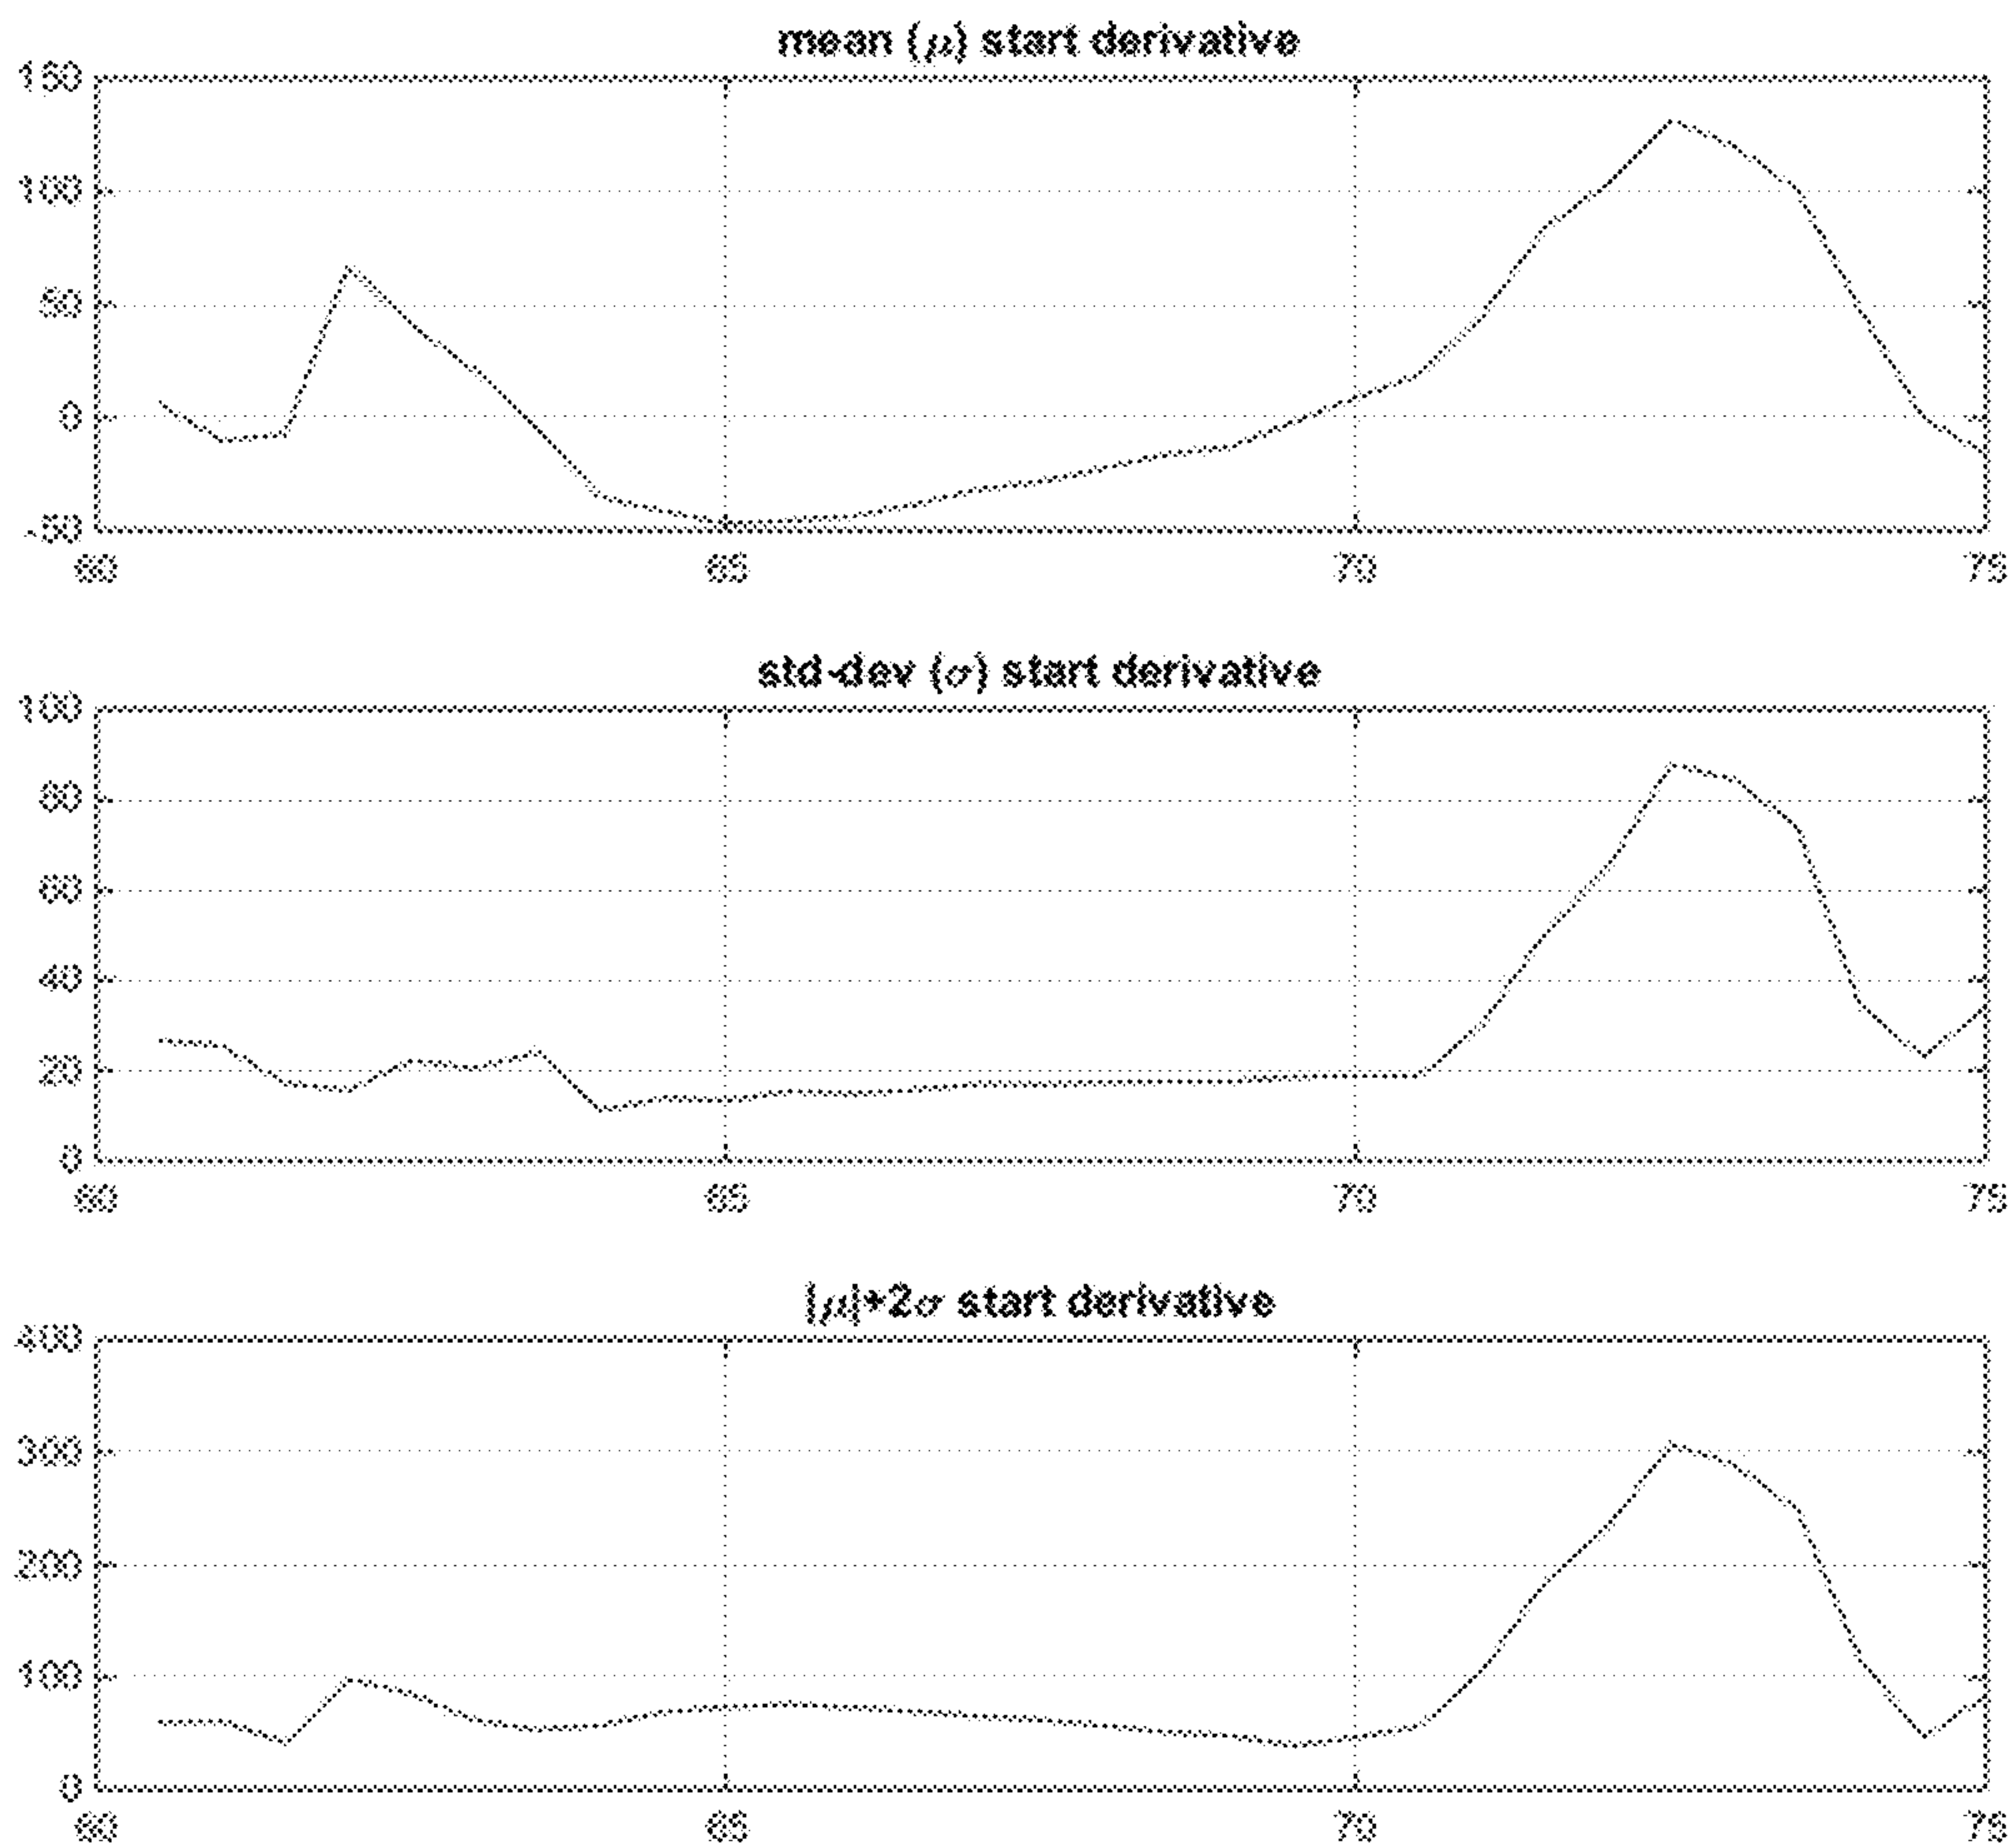 mean (μ) start derivative
150
100
50
0
-50
60 65 70 75
std-dev (σ) start derivative
100
80
60
40
20
0
60 65 70 75
|μ|+2σ start derivative
400
300
200
100
0
60 65 70 75